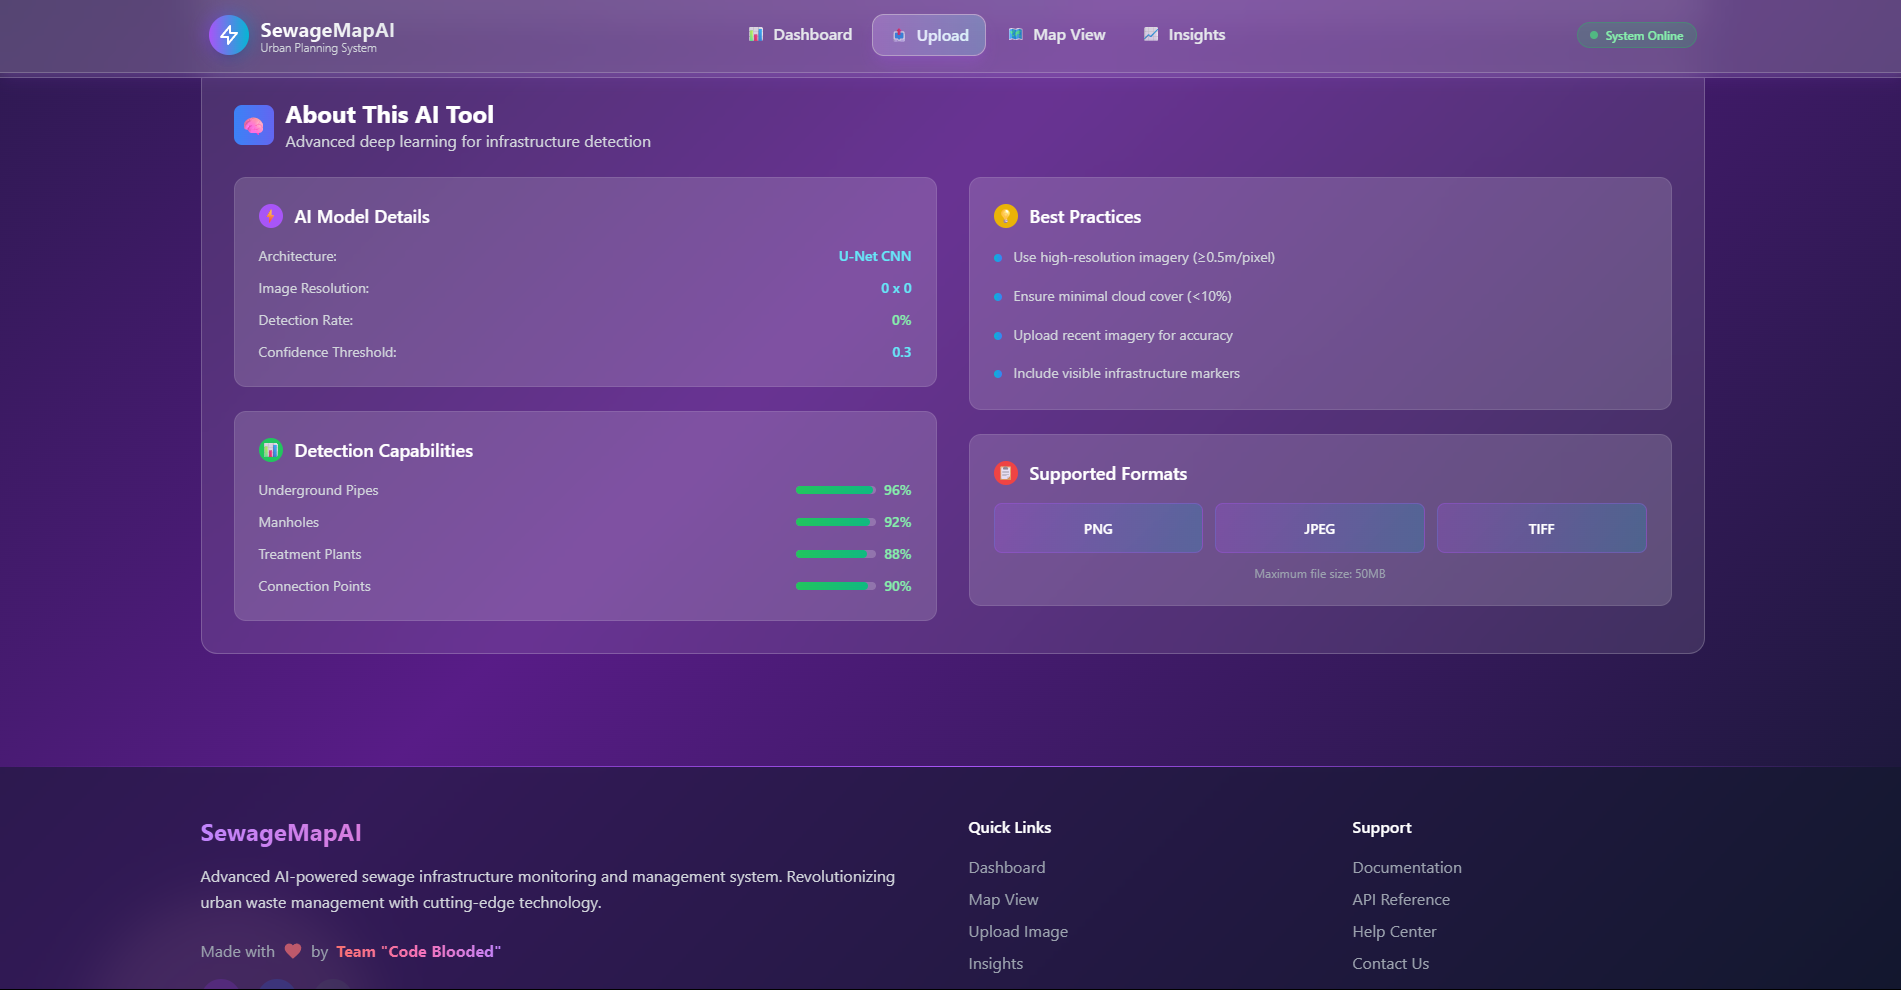 SewageMapAI
Urban Planning System
Dashboard
Upload
Map View
Insights
System Online
About This AI Tool
Advanced deep learning for infrastructure detection
AI Model Details
Architecture: U-Net CNN
Image Resolution: 0 x 0
Detection Rate: 0%
Confidence Threshold: 0.3
Detection Capabilities
Underground Pipes 96%
Manholes 92%
Treatment Plants 88%
Connection Points 90%
Best Practices
Use high-resolution imagery (≥0.5m/pixel)
Ensure minimal cloud cover (<10%)
Upload recent imagery for accuracy
Include visible infrastructure markers
Supported Formats
PNG JPEG TIFF
Maximum file size: 50MB
SewageMapAI
Advanced AI-powered sewage infrastructure monitoring and management system. Revolutionizing
urban waste management with cutting-edge technology.
Made with ❤ by Team "Code Blooded"
Quick Links
Dashboard
Map View
Upload Image
Insights
Support
Documentation
API Reference
Help Center
Contact Us